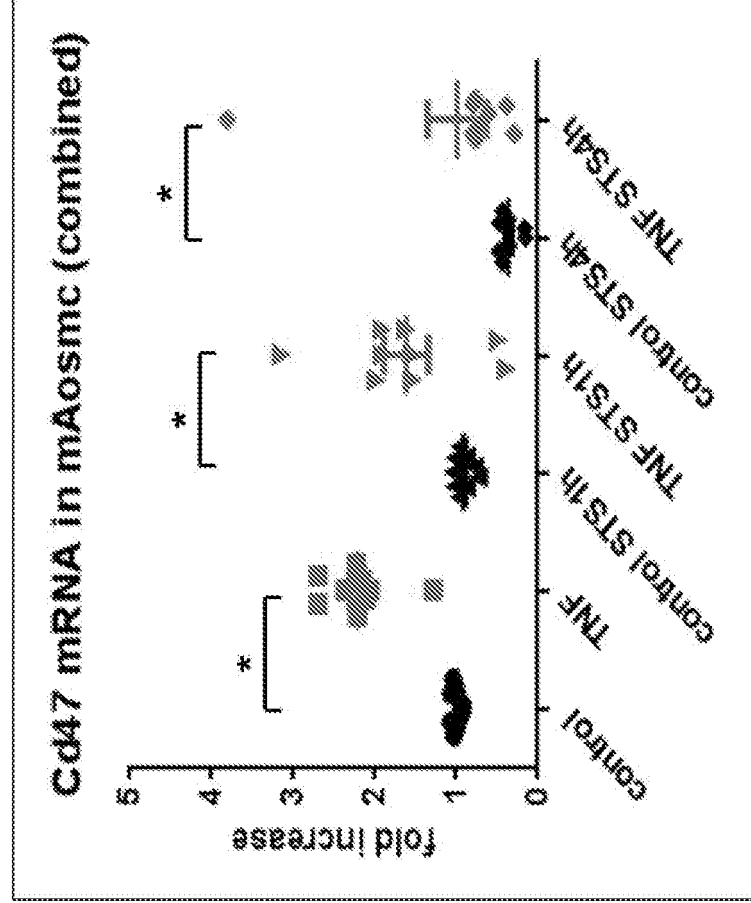 Cd47 mRNA in mAosmc (combined)
fold increase
5
4
3
2
1
0
*
*
*
control
TNF
control STS1h
TNF STS1h
control STS4h
TNF STS4h